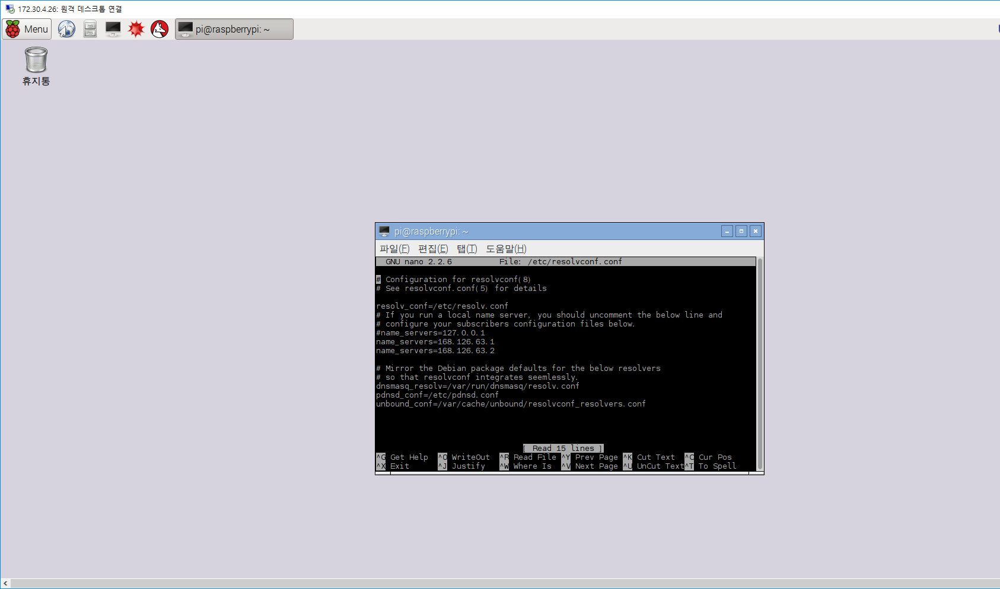 172.30.4.26: 원격 데스크톱 연결
Menu
pi@raspberrypi: ~
휴지통
pi@raspberrypi: ~
파일(F) 편집(E) 탭(T) 도움말(H)
GNU nano 2.2.6 File: /etc/resolvconf.conf
# Configuration for resolvconf(8)
# See resolvconf.conf(5) for details
resolv_conf=/etc/resolv.conf
# If you run a local name server, you should uncomment the below line and
# configure your subscribers configuration files below.
#name_servers=127.0.0.1
name_servers=168.126.63.1
name_servers=168.126.63.2
# Mirror the Debian package defaults for the below resolvers
# so that resolvconf integrates seemlessly.
dnsmasq_resolv=/var/run/dnsmasq/resolv.conf
pdnsd_conf=/etc/pdnsd.conf
unbound_conf=/var/cache/unbound/resolvconf_resolvers.conf
[ Read 15 lines ]
^G Get Help ^O WriteOut ^R Read File ^Y Prev Page ^K Cut Text ^C Cur Pos
^X Exit ^J Justify ^W Where Is ^V Next Page ^U UnCut Text ^T To Spell